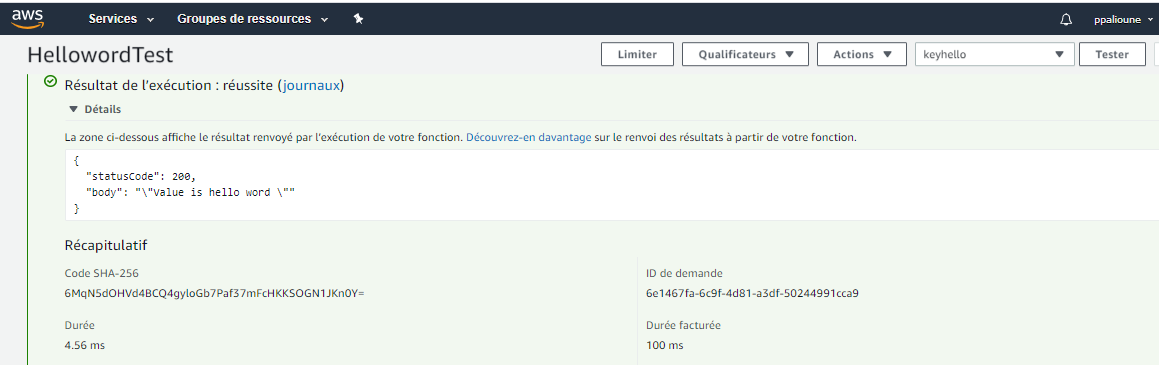 aws Services Groupes de ressources ppalioune
HellowordTest Limiter Qualificateurs Actions keyhello Tester
Résultat de l'exécution : réussite (journaux)
Détails
La zone ci-dessous affiche le résultat renvoyé par l'exécution de votre fonction. Découvrez-en davantage sur le renvoi des résultats à partir de votre fonction.
{
"statusCode": 200,
"body": "\"Value is hello word \""
}
Récapitulatif
Code SHA-256 ID de demande
6MqN5dOHVd4BCQ4gyloGb7Paf37mFcHKKSOGN1JKn0Y= 6e1467fa-6c9f-4d81-a3df-50244991cca9
Durée Durée facturée
4.56 ms 100 ms